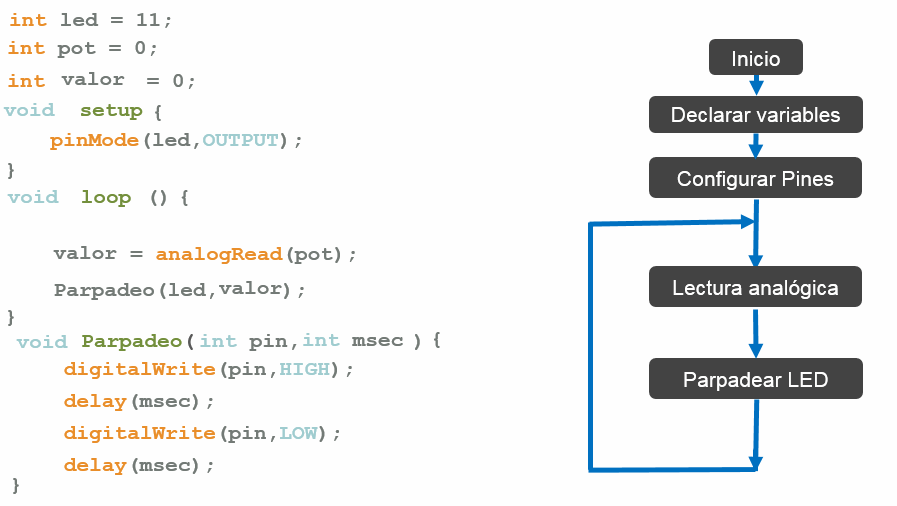 int led = 11;
int pot = 0;
int valor = 0;
void setup {
pinMode(led,OUTPUT);
}
void loop () {
valor = analogRead(pot);
Parpadeo(led,valor);
}
void Parpadeo(int pin,int msec ) {
digitalWrite(pin,HIGH);
delay(msec);
digitalWrite(pin,LOW);
delay(msec);
}
Inicio
Declarar variables
Configurar Pines
Lectura analógica
Parpadear LED